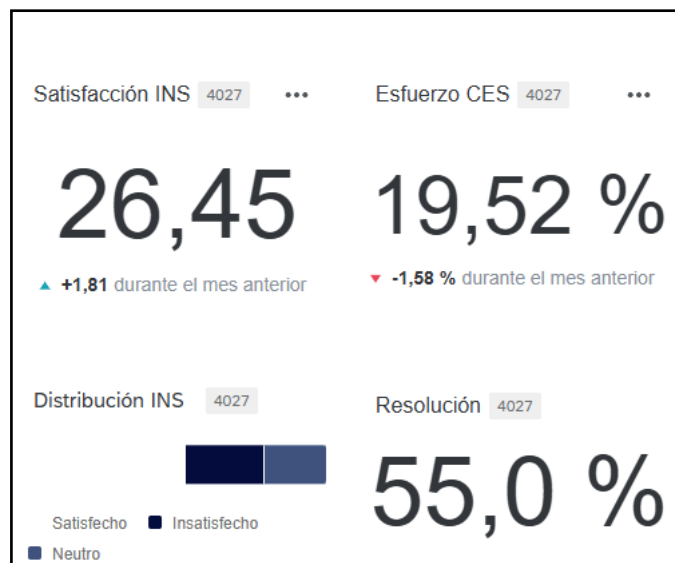 Satisfacción INS 4027 •••
26,45
▲ +1,81 durante el mes anterior
Esfuerzo CES 4027 •••
19,52 %
▼ -1,58 % durante el mes anterior
Distribución INS 4027
Satisfecho Insatisfecho
Neutro
Resolución 4027
55,0 %